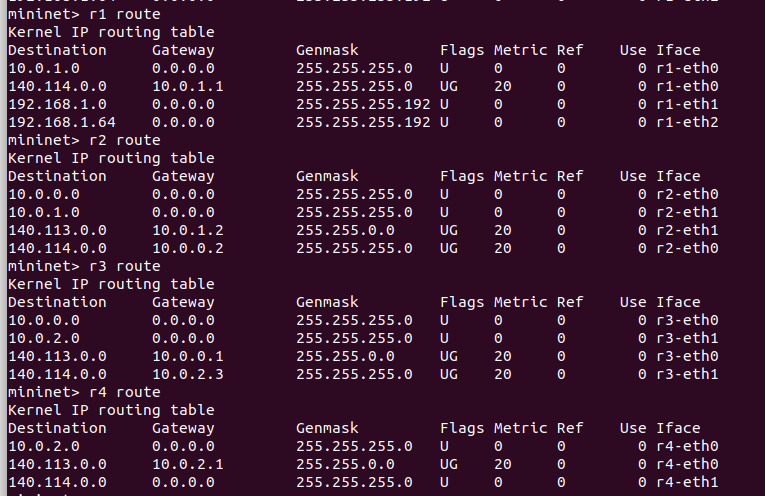 mininet> r1 route
Kernel IP routing table
Destination     Gateway         Genmask         Flags Metric Ref    Use Iface
10.0.1.0        0.0.0.0         255.255.255.0   U     0      0        0 r1-eth0
140.114.0.0     10.0.1.1        255.255.255.0   UG    20     0        0 r1-eth0
192.168.1.0     0.0.0.0         255.255.255.192 U     0      0        0 r1-eth1
192.168.1.64    0.0.0.0         255.255.255.192 U     0      0        0 r1-eth2
mininet> r2 route
Kernel IP routing table
Destination     Gateway         Genmask         Flags Metric Ref    Use Iface
10.0.0.0        0.0.0.0         255.255.255.0   U     0      0        0 r2-eth0
10.0.1.0        0.0.0.0         255.255.255.0   U     0      0        0 r2-eth1
140.113.0.0     10.0.1.2        255.255.0.0     UG    20     0        0 r2-eth1
140.114.0.0     10.0.0.2        255.255.255.0   UG    20     0        0 r2-eth0
mininet> r3 route
Kernel IP routing table
Destination     Gateway         Genmask         Flags Metric Ref    Use Iface
10.0.0.0        0.0.0.0         255.255.255.0   U     0      0        0 r3-eth0
10.0.2.0        0.0.0.0         255.255.255.0   U     0      0        0 r3-eth1
140.113.0.0     10.0.0.1        255.255.0.0     UG    20     0        0 r3-eth0
140.114.0.0     10.0.2.3        255.255.255.0   UG    20     0        0 r3-eth1
mininet> r4 route
Kernel IP routing table
Destination     Gateway         Genmask         Flags Metric Ref    Use Iface
10.0.2.0        0.0.0.0         255.255.255.0   U     0      0        0 r4-eth0
140.113.0.0     10.0.2.1        255.255.0.0     UG    20     0        0 r4-eth0
140.114.0.0     0.0.0.0         255.255.255.0   U     0      0        0 r4-eth1